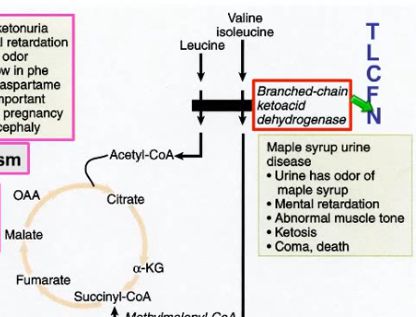 ketonuria
l retardation
odor
w in phe
aspartame
mportant
pregnancy
cephaly
sm
Valine
isoleucine
Leucine
Branched-chain
ketoacid
dehydrogenase
T
L
C
F
N
Maple syrup urine
disease
• Urine has odor of
maple syrup
• Mental retardation
• Abnormal muscle tone
• Ketosis
• Coma, death
Acetyl-CoA
OAA
Citrate
Malate
α-KG
Fumarate
Succinyl-CoA
Methylmalonyl-CoA